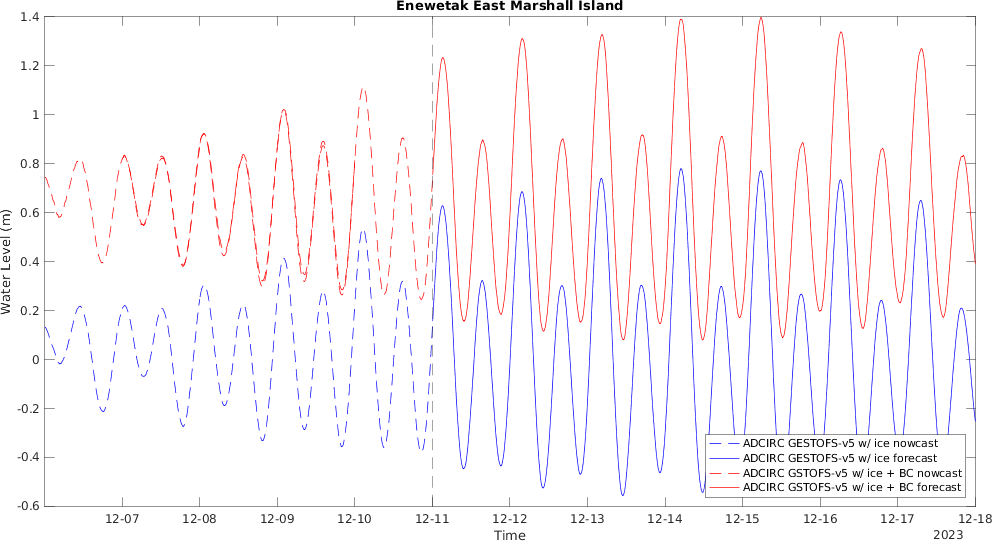 Enewetak East Marshall Island
1.4
1.2
1
0.8
0.6
0.4
0.2
0
-0.2
-0.4
-0.6
Water Level (m)
ADCIRC GESTOFS-v5 w/ ice nowcast
ADCIRC GESTOFS-v5 w/ ice forecast
ADCIRC GSTOFS-v5 w/ ice + BC nowcast
ADCIRC GSTOFS-v5 w/ ice + BC forecast
12-07 12-08 12-09 12-10 12-11 12-12 12-13 12-14 12-15 12-16 12-17 12-18
Time
2023